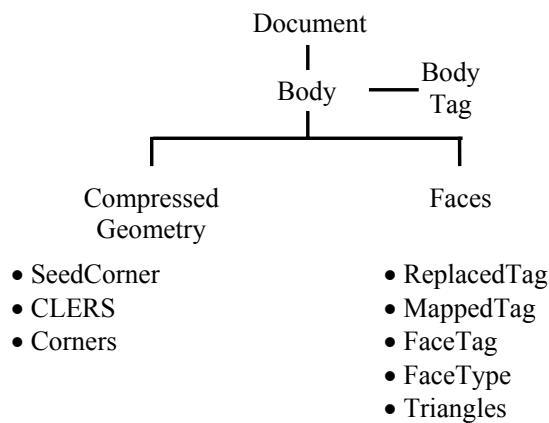 Document
Body
Body
Tag
Compressed
Geometry
Faces
• SeedCorner
• CLERS
• Corners
• ReplacedTag
• MappedTag
• FaceTag
• FaceType
• Triangles